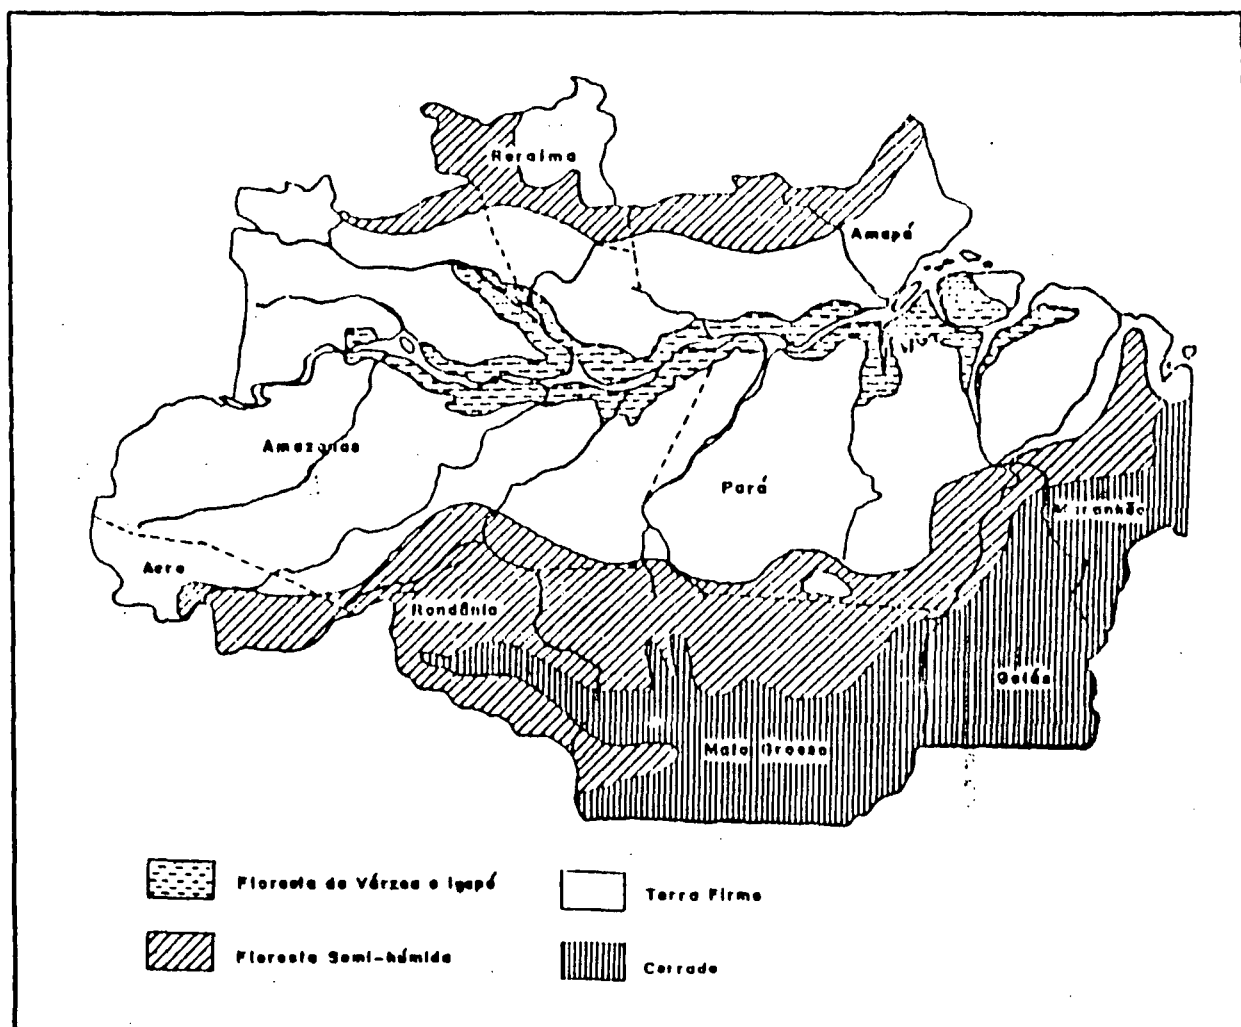 Roraima
Amapá
Amazonas
Pará
Maranhão
Acre
Rondônia
Goiás
Mato Grosso
Floresta de Várzea e Igapó
Terra Firme
Floresta Semi-húmida
Cerrado